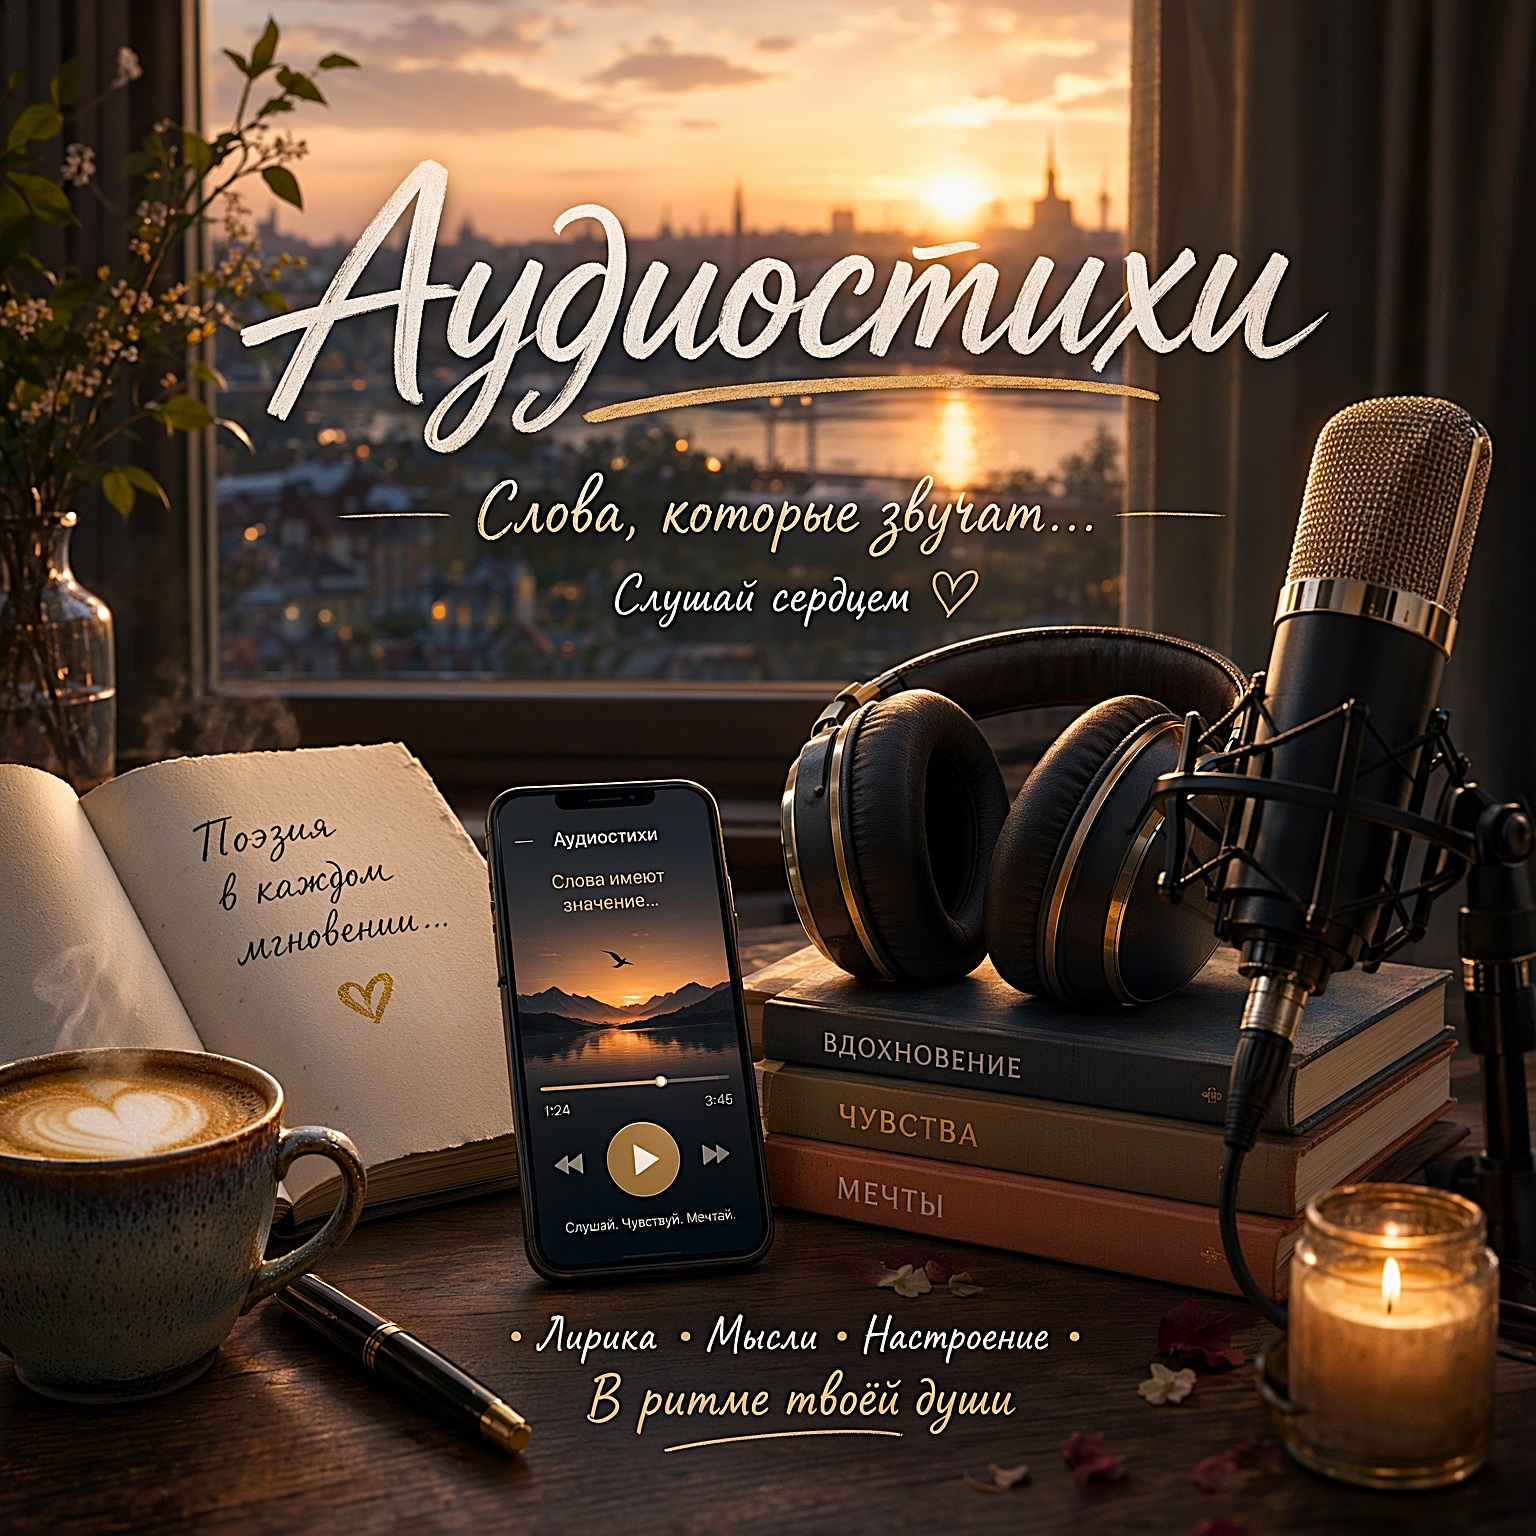 Аудиостихи
Слова, которые звучат...
Слушай сердцем
Поэзия
в каждом
мгновении...
Аудиостихи
Слова имеют
значение...
1:24
3:45
Слушай. Чувствуй. Мечтай.
ВДОХНОВЕНИЕ
ЧУВСТВА
МЕЧТЫ
• Лирика • Мысли • Настроение •
В ритме твоёй души